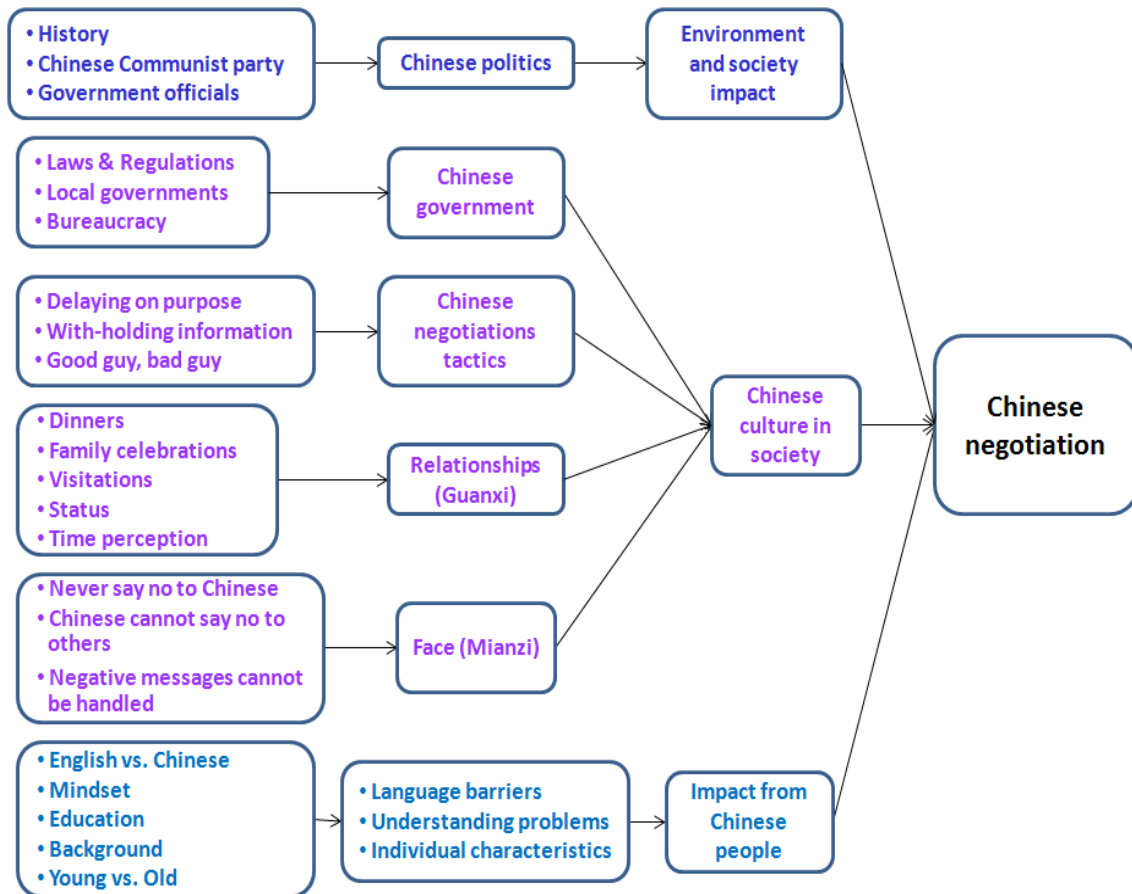 • History
• Chinese Communist party
• Government officials
Chinese politics
Environment
and society
impact
• Laws & Regulations
• Local governments
• Bureaucracy
Chinese
government
• Delaying on purpose
• With-holding information
• Good guy, bad guy
Chinese
negotiations
tactics
• Dinners
• Family celebrations
• Visitations
• Status
• Time perception
Relationships
(Guanxi)
• Never say no to Chinese
• Chinese cannot say no to
others
• Negative messages cannot
be handled
Face (Mianzi)
Chinese
culture in
society
• English vs. Chinese
• Mindset
• Education
• Background
• Young vs. Old
• Language barriers
• Understanding problems
• Individual characteristics
Impact from
Chinese
people
Chinese
negotiation